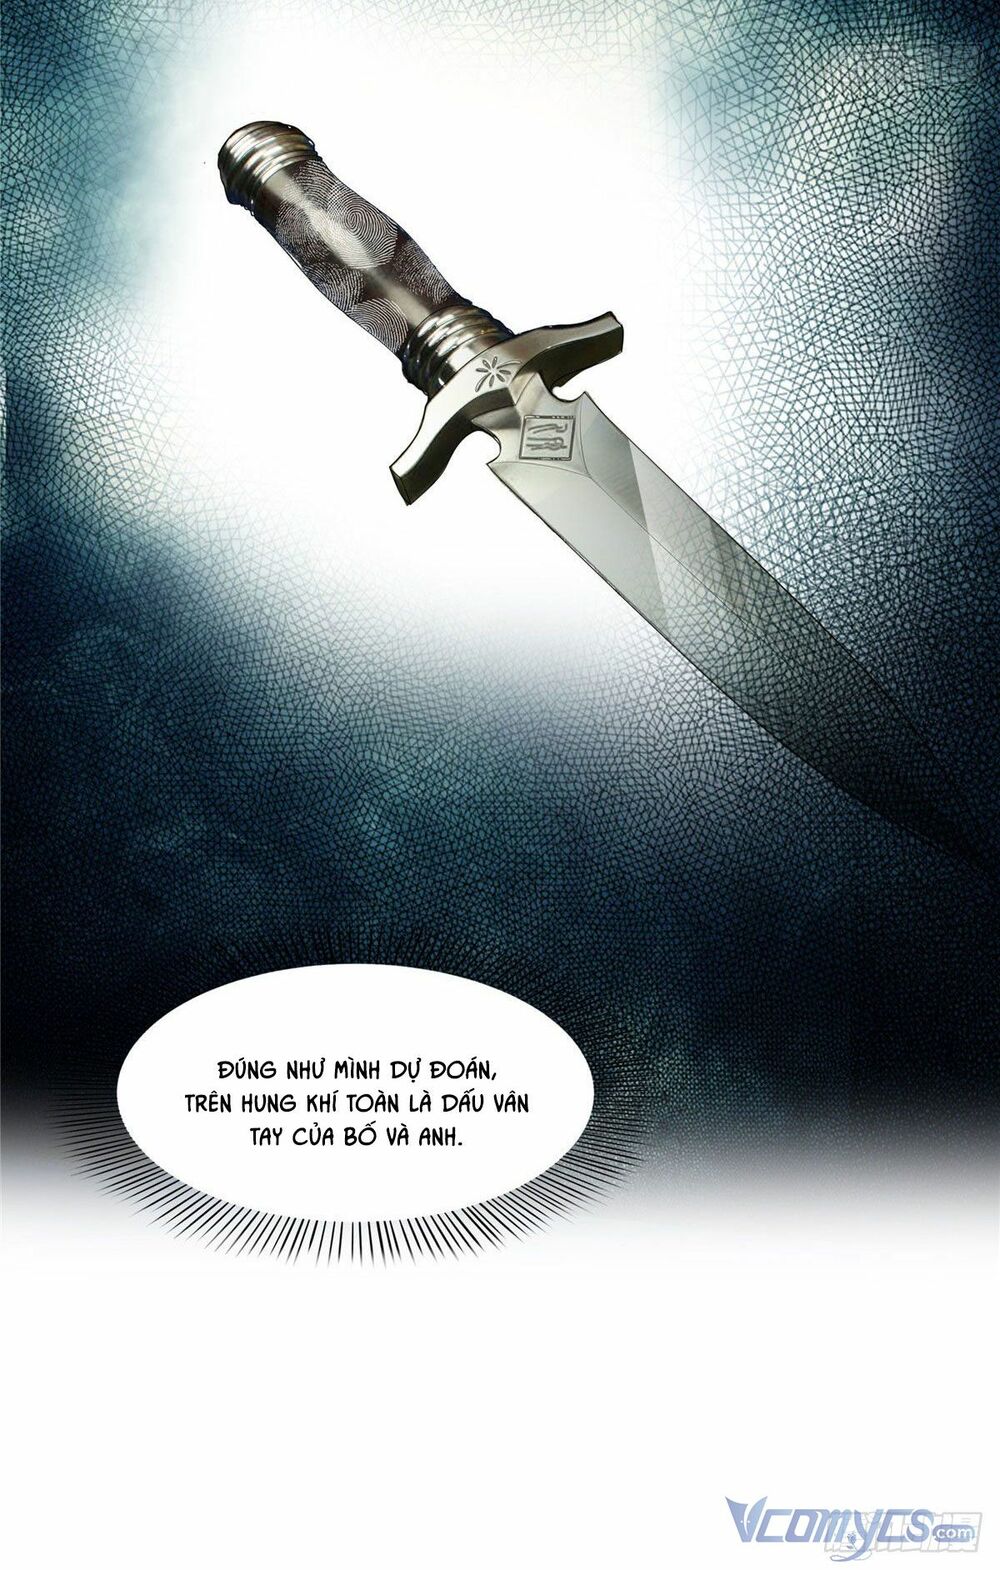 ĐÚNG NHƯ MÌNH DỰ ĐOÁN,
TRÊN HUNG KHÍ TOÀN LÀ DẤU VÂN
TAY CỦA BỐ VÀ ANH.
VCOMYCS.com